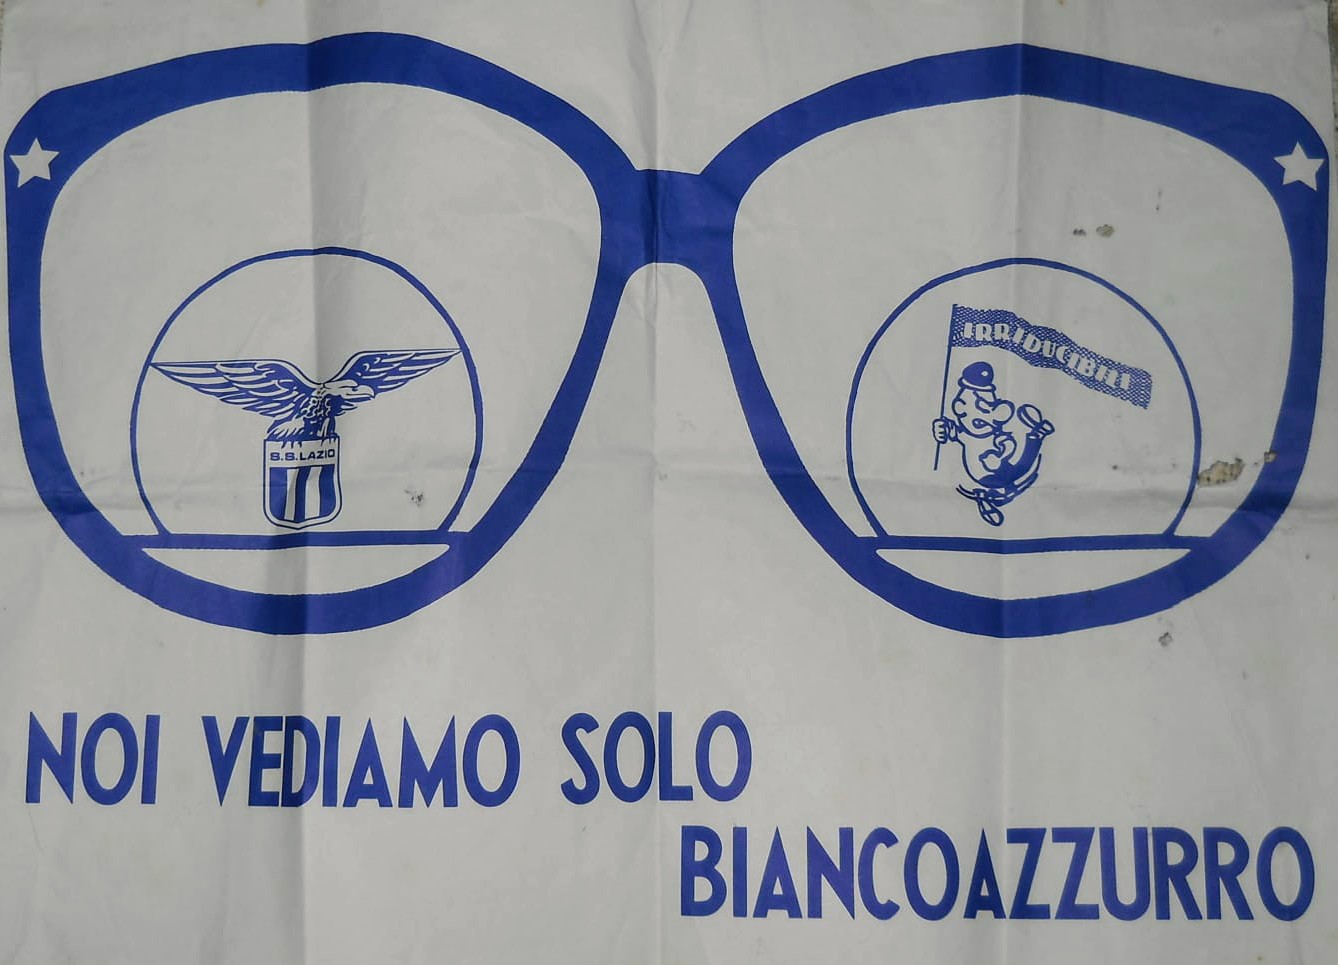 S.S.LAZIO
IRRIDUCIBILI
NOI VEDIAMO SOLO
BIANCOAZZURRO